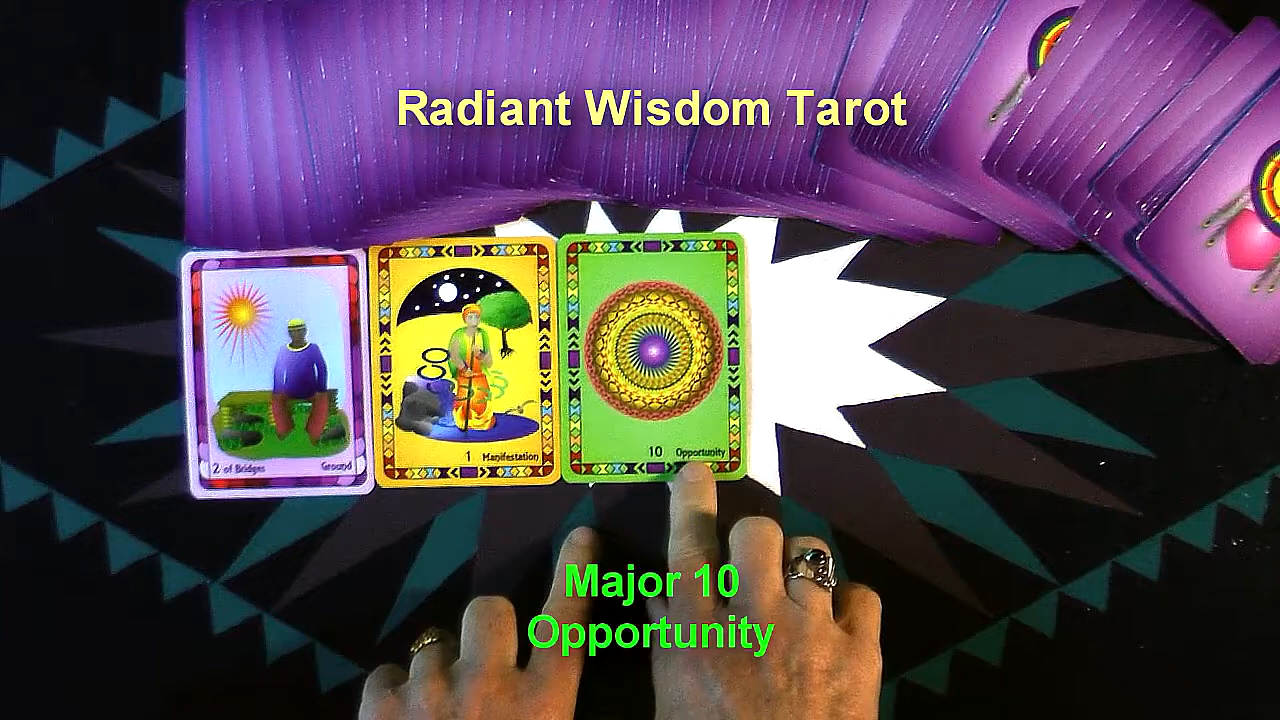 Radiant Wisdom Tarot
2 of Bridges Ground
1 Manifestation
10 Opportunity
Major 10
Opportunity